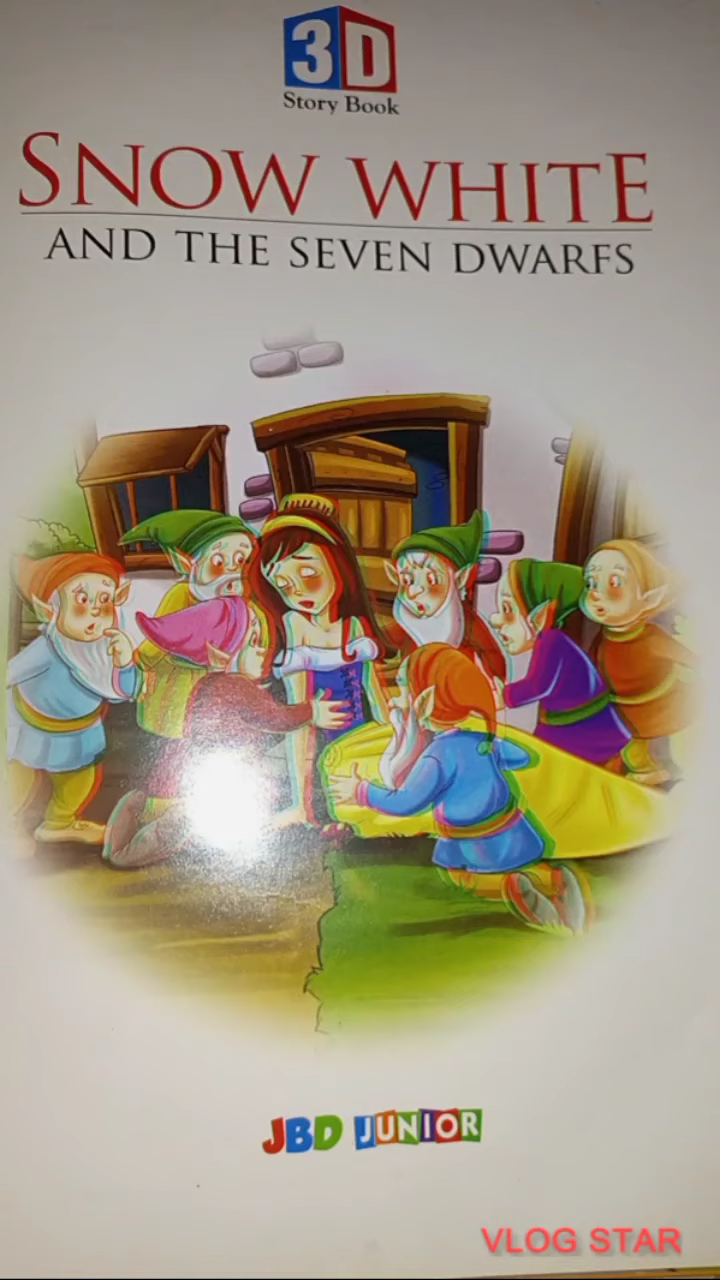 3D
Story Book
SNOW WHITE
AND THE SEVEN DWARFS
JBD JUNIOR
VLOG STAR